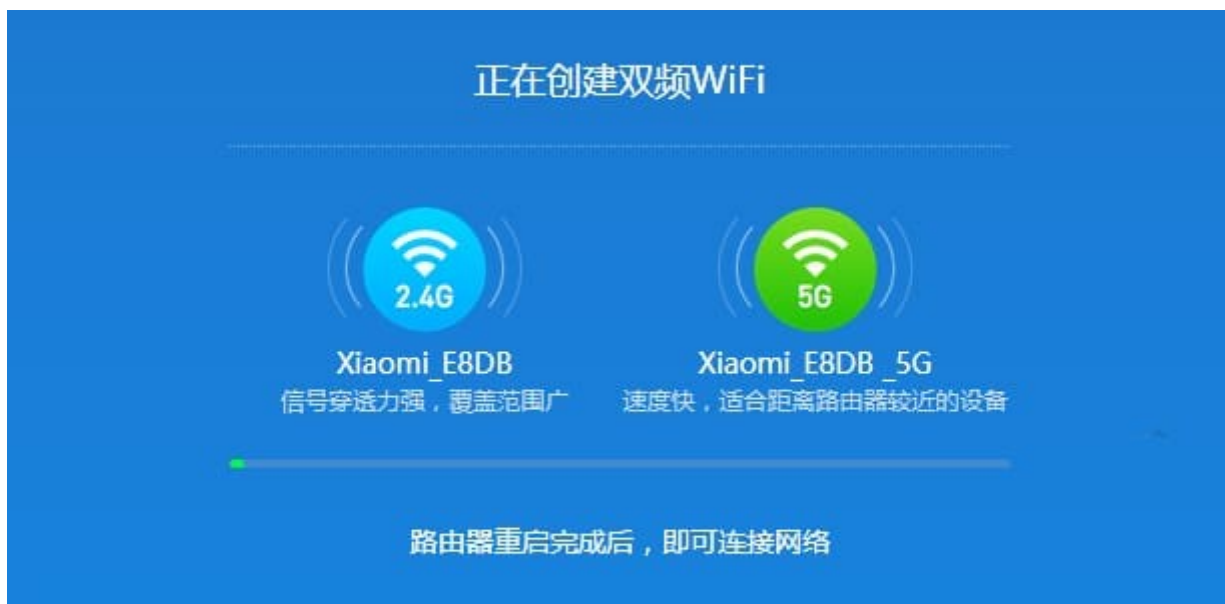 正在创建双频WiFi
2.4G
5G
Xiaomi_E8DB
Xiaomi_E8DB _5G
信号穿透力强，覆盖范围广
速度快，适合距离路由器较近的设备
路由器重启完成后，即可连接网络